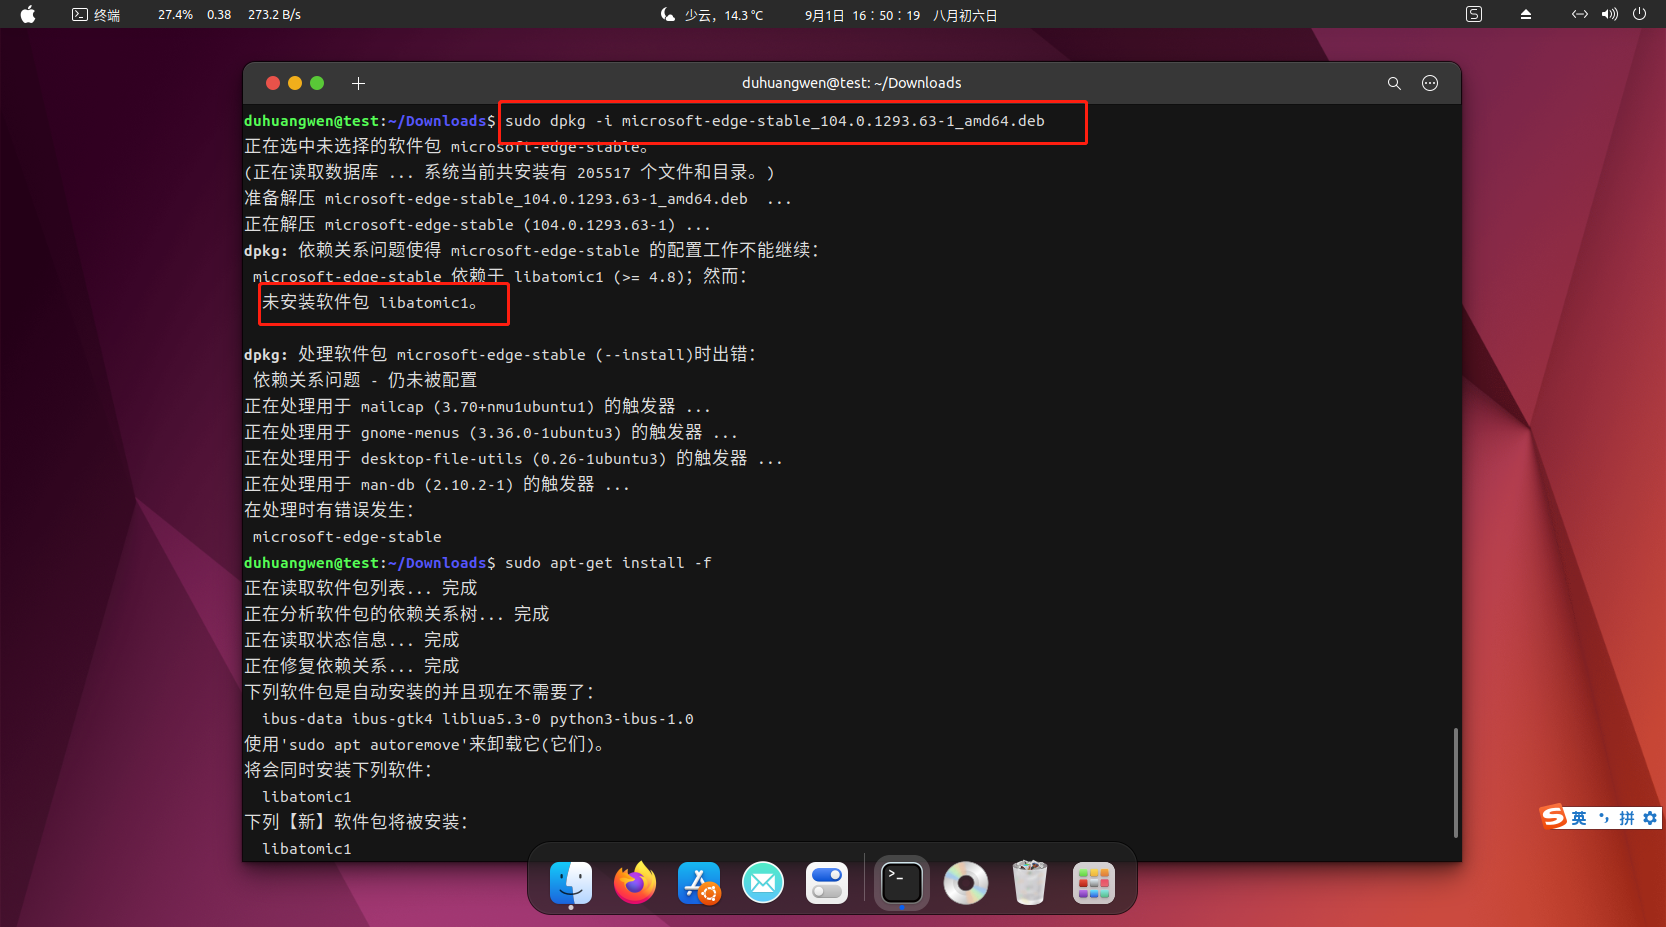 终端 27.4% 0.38 273.2 B/s 少云，14.3 ℃ 9月1日 16：50：19 八月初六日
duhuangwen@test: ~/Downloads
duhuangwen@test:~/Downloads$ sudo dpkg -i microsoft-edge-stable_104.0.1293.63-1_amd64.deb
正在选中未选择的软件包 microsoft-edge-stable。
(正在读取数据库 ... 系统当前共安装有 205517 个文件和目录。)
准备解压 microsoft-edge-stable_104.0.1293.63-1_amd64.deb  ...
正在解压 microsoft-edge-stable (104.0.1293.63-1) ...
dpkg: 依赖关系问题使得 microsoft-edge-stable 的配置工作不能继续：
 microsoft-edge-stable 依赖于 libatomic1 (>= 4.8)；然而：
  未安装软件包 libatomic1。
dpkg: 处理软件包 microsoft-edge-stable (--install)时出错：
 依赖关系问题 - 仍未被配置
正在处理用于 mailcap (3.70+nmu1ubuntu1) 的触发器 ...
正在处理用于 gnome-menus (3.36.0-1ubuntu3) 的触发器 ...
正在处理用于 desktop-file-utils (0.26-1ubuntu3) 的触发器 ...
正在处理用于 man-db (2.10.2-1) 的触发器 ...
在处理时有错误发生：
 microsoft-edge-stable
duhuangwen@test:~/Downloads$ sudo apt-get install -f
正在读取软件包列表... 完成
正在分析软件包的依赖关系树... 完成
正在读取状态信息... 完成
正在修复依赖关系... 完成
下列软件包是自动安装的并且现在不需要了：
  ibus-data ibus-gtk4 liblua5.3-0 python3-ibus-1.0
使用'sudo apt autoremove'来卸载它(它们)。
将会同时安装下列软件：
  libatomic1
下列【新】软件包将被安装：
  libatomic1
英 拼